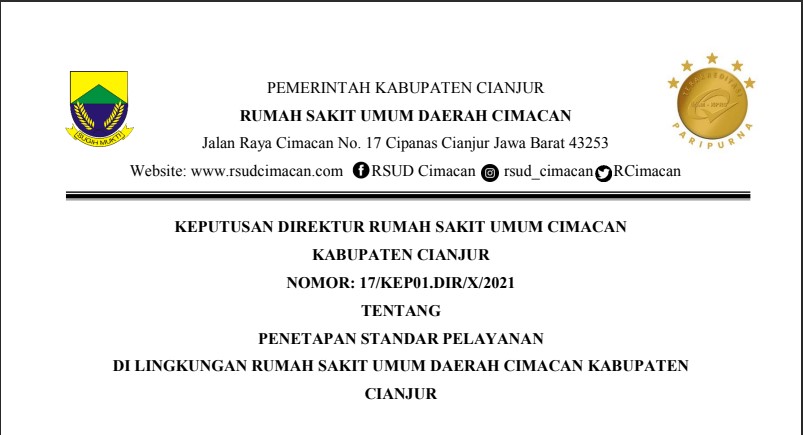 PEMERINTAH KABUPATEN CIANJUR
RUMAH SAKIT UMUM DAERAH CIMACAN
Jalan Raya Cimacan No. 17 Cipanas Cianjur Jawa Barat 43253
Website: www.rsudcimacan.com RSUD Cimacan rsud_cimacan RCimacan
SUGIH MUKTI
PARIPURNA
KEPUTUSAN DIREKTUR RUMAH SAKIT UMUM CIMACAN
KABUPATEN CIANJUR
NOMOR: 17/KEP01.DIR/X/2021
TENTANG
PENETAPAN STANDAR PELAYANAN
DI LINGKUNGAN RUMAH SAKIT UMUM DAERAH CIMACAN KABUPATEN
CIANJUR